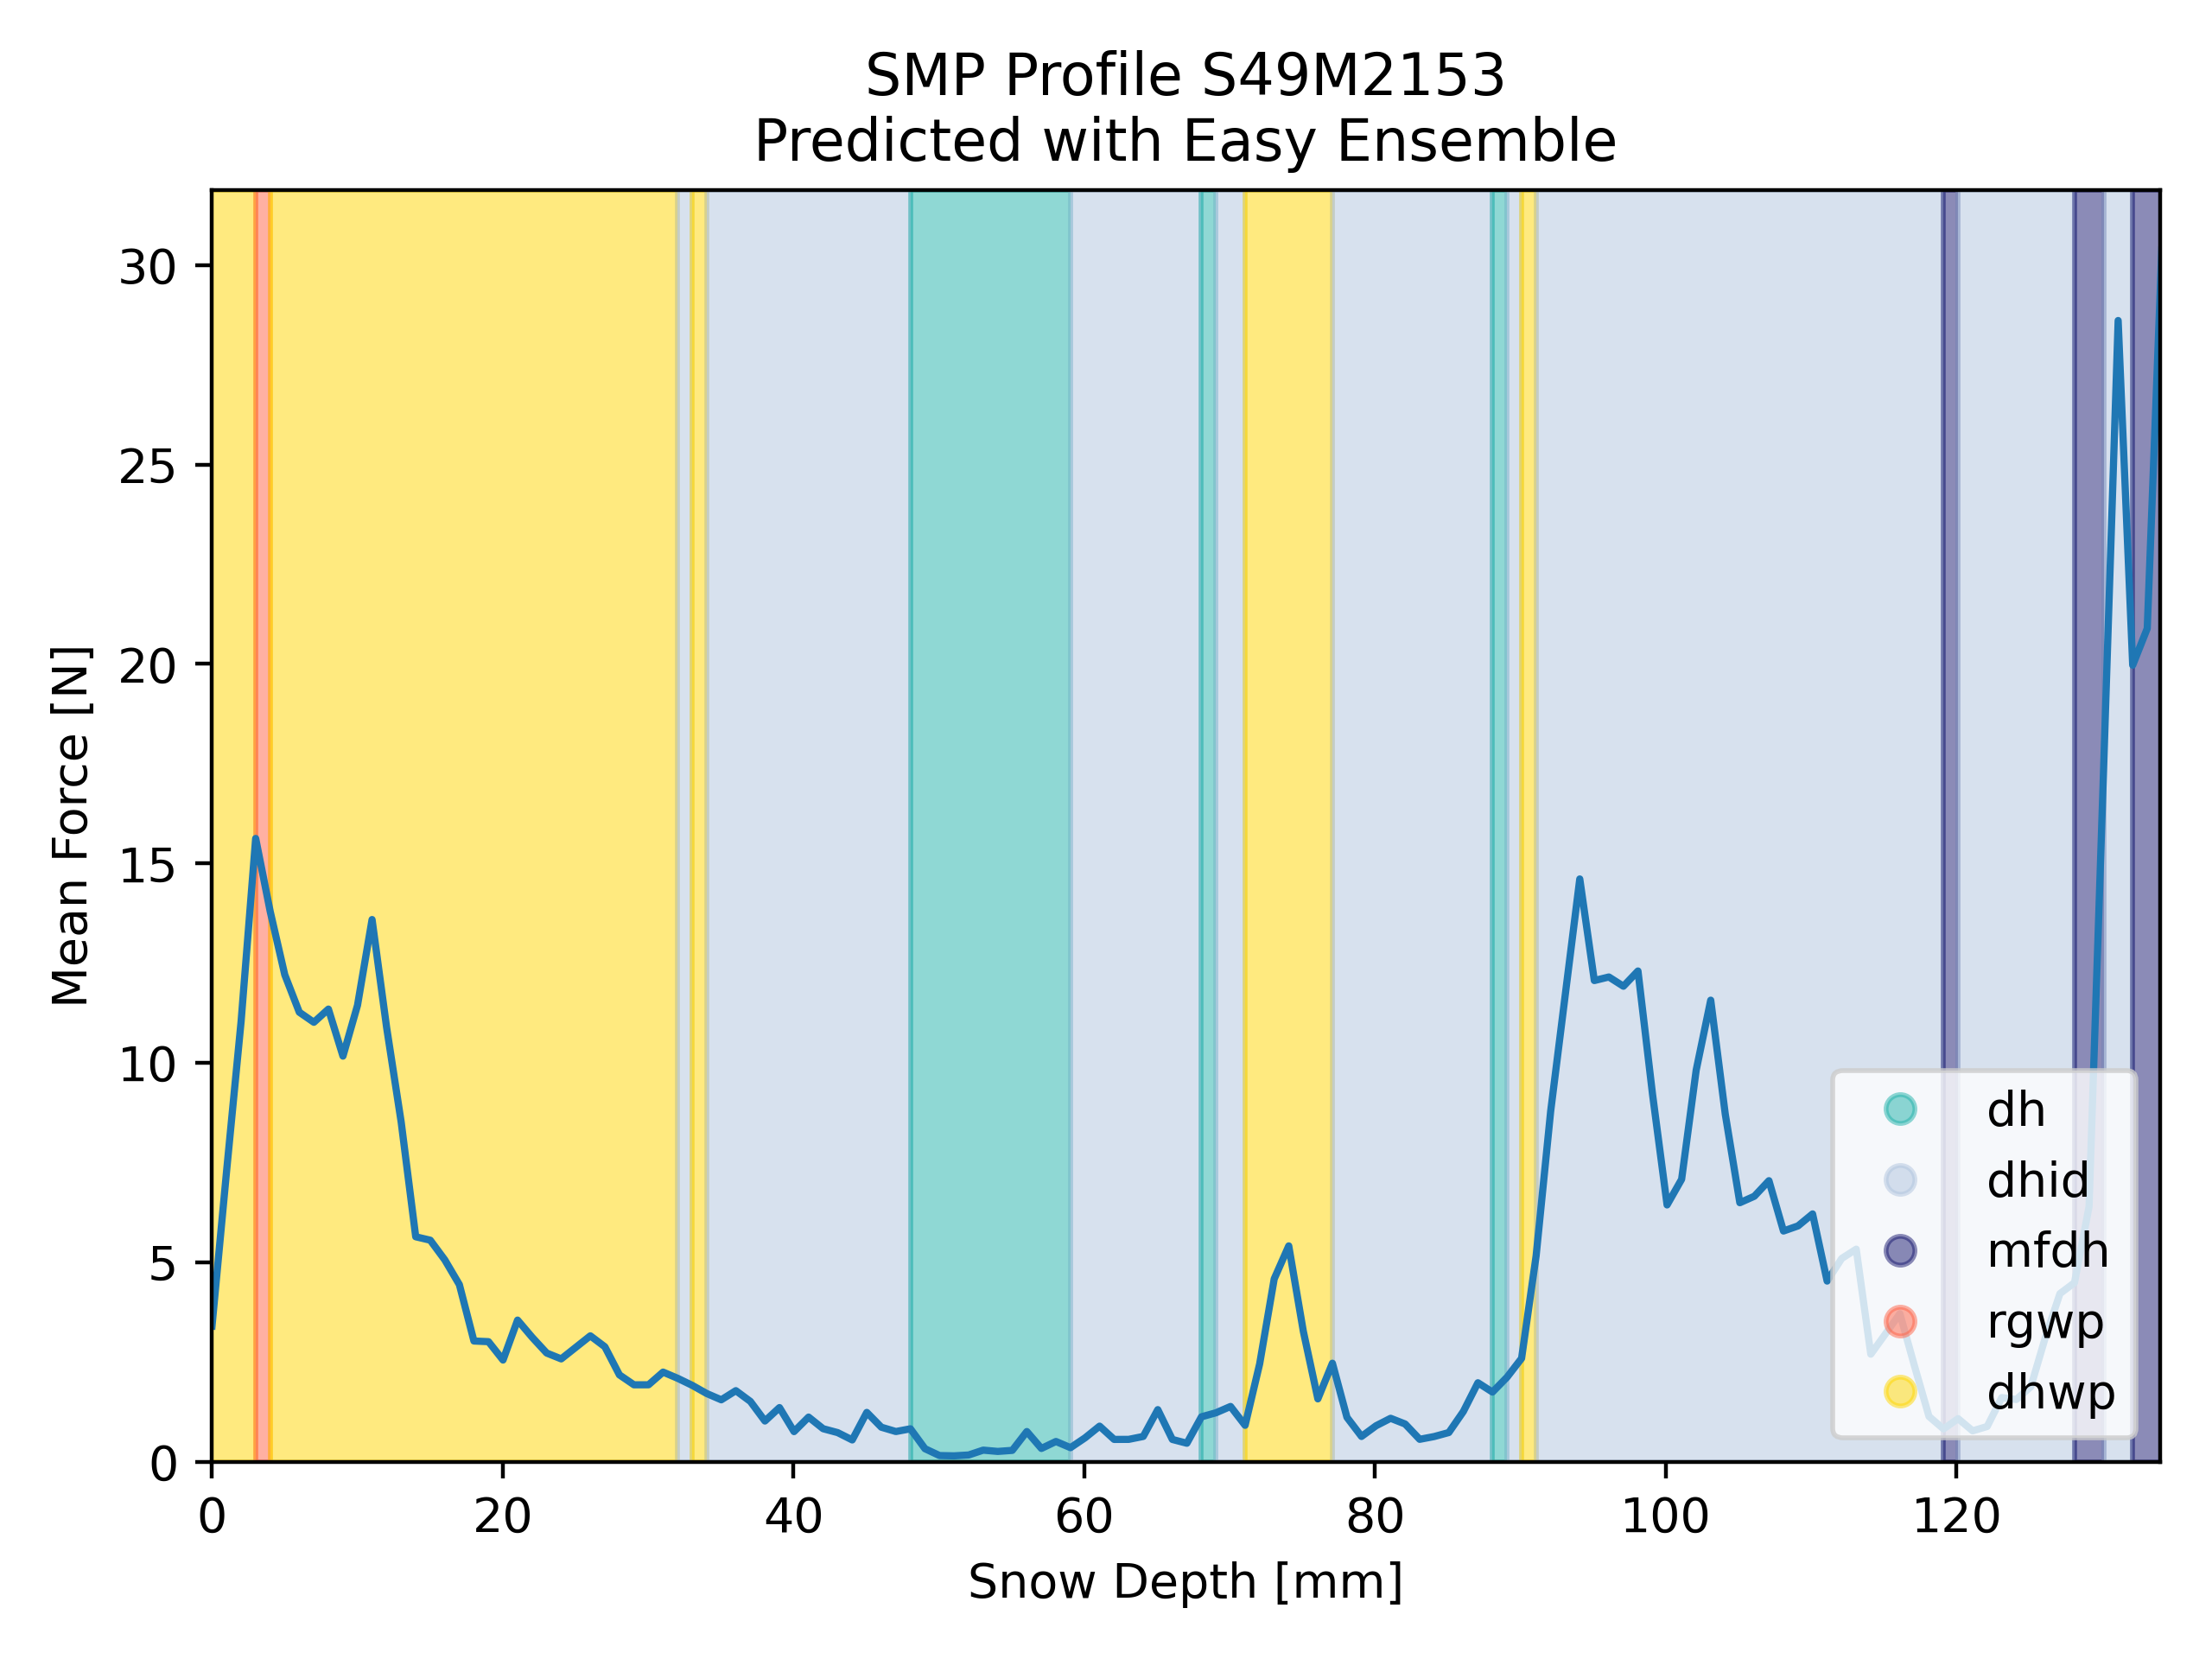 SMP Profile S49M2153
Predicted with Easy Ensemble
Mean Force [N]
30
25
20
15
10
5
0
0 20 40 60 80 100 120
Snow Depth [mm]
dh
dhid
mfdh
rgwp
dhwp